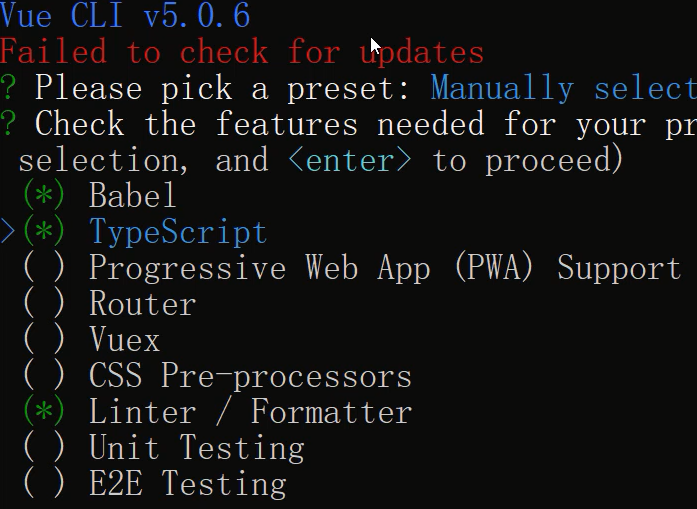 Vue CLI v5.0.6
Failed to check for updates
? Please pick a preset: Manually select
? Check the features needed for your pr
selection, and <enter> to proceed)
(*) Babel
>(*) TypeScript
( ) Progressive Web App (PWA) Support
( ) Router
( ) Vuex
( ) CSS Pre-processors
(*) Linter / Formatter
( ) Unit Testing
( ) E2E Testing